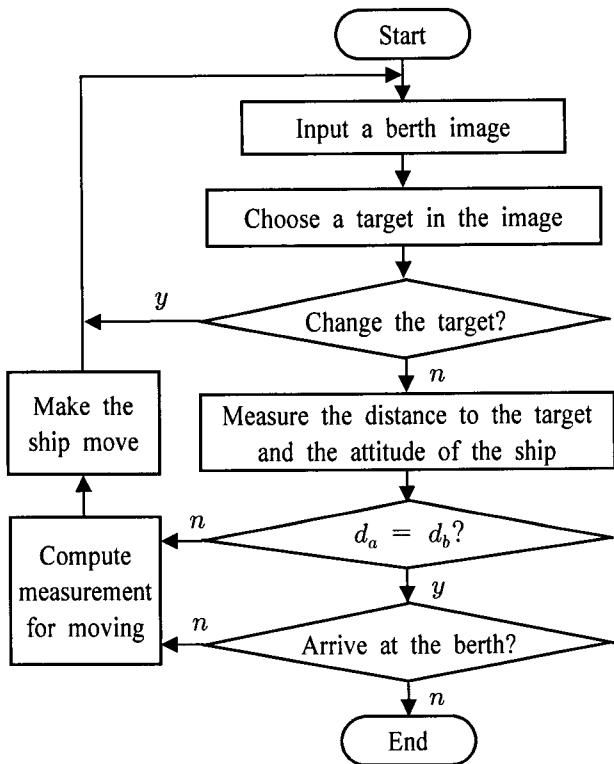 Start
Input a berth image
Choose a target in the image
y
Change the target?
n
Make the
ship move
Measure the distance to the target
and the attitude of the ship
n
d_a = d_b?
Compute
measurement
for moving
y
n
Arrive at the berth?
n
End